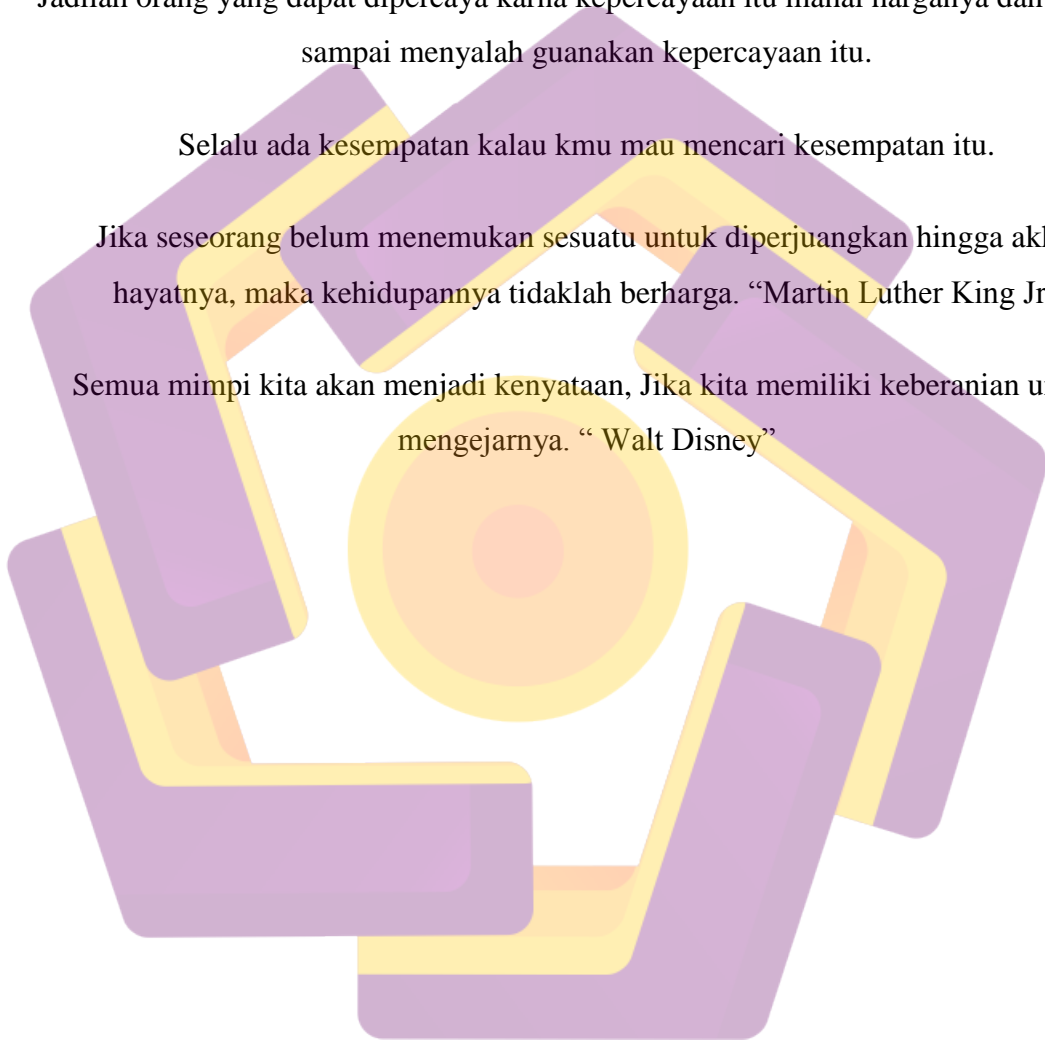 Jadilah orang yang dapat dipercaya karna kepercayaan itu mahal harganya dan
sampai menyalah guanakan kepercayaan itu.
Selalu ada kesempatan kalau kmu mau mencari kesempatan itu.
Jika seseorang belum menemukan sesuatu untuk diperjuangkan hingga
hayatnya, maka kehidupannya tidaklah berharga. “Martin Luther King Jr
Semua mimpi kita akan menjadi kenyataan, Jika kita memiliki keberanian
mengejarnya. “ Walt Disney”